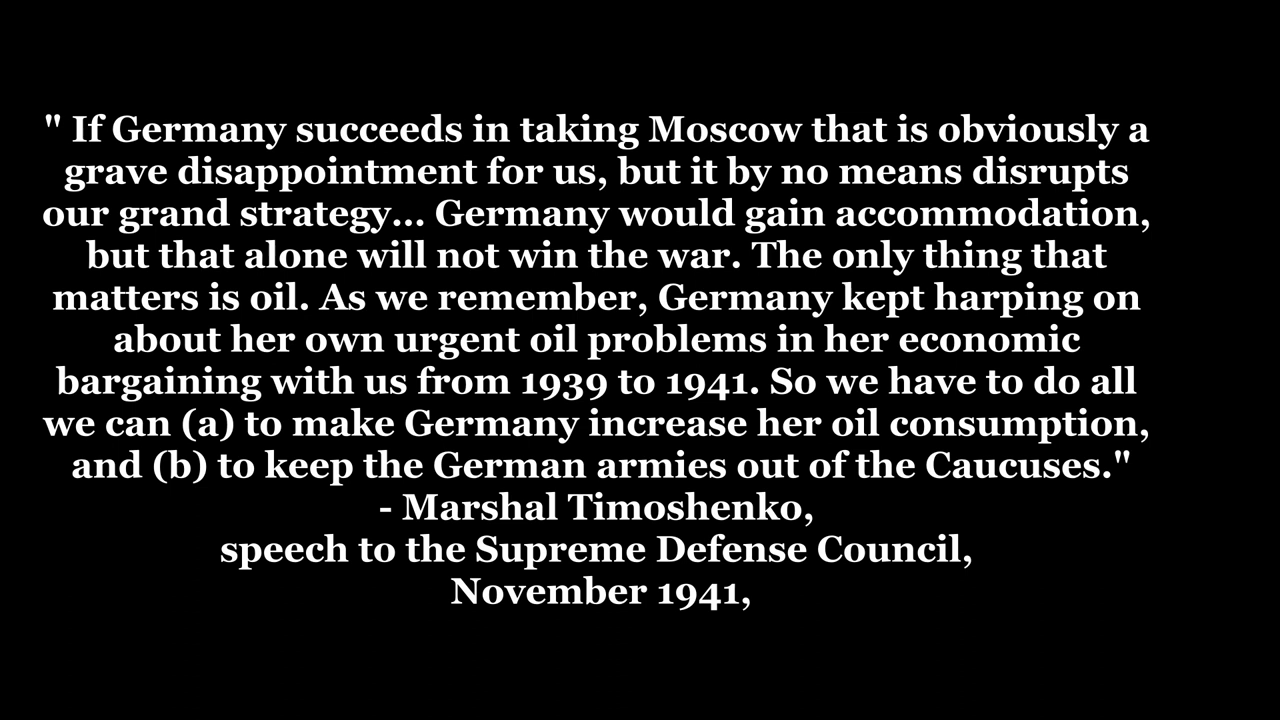 " If Germany succeeds in taking Moscow that is obviously a
grave disappointment for us, but it by no means disrupts
our grand strategy... Germany would gain accommodation,
but that alone will not win the war. The only thing that
matters is oil. As we remember, Germany kept harping on
about her own urgent oil problems in her economic
bargaining with us from 1939 to 1941. So we have to do all
we can (a) to make Germany increase her oil consumption,
and (b) to keep the German armies out of the Caucuses."
- Marshal Timoshenko,
speech to the Supreme Defense Council,
November 1941,